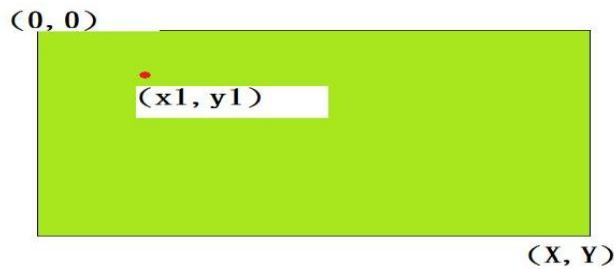 (0, 0)
(x1, y1)
(X, Y)